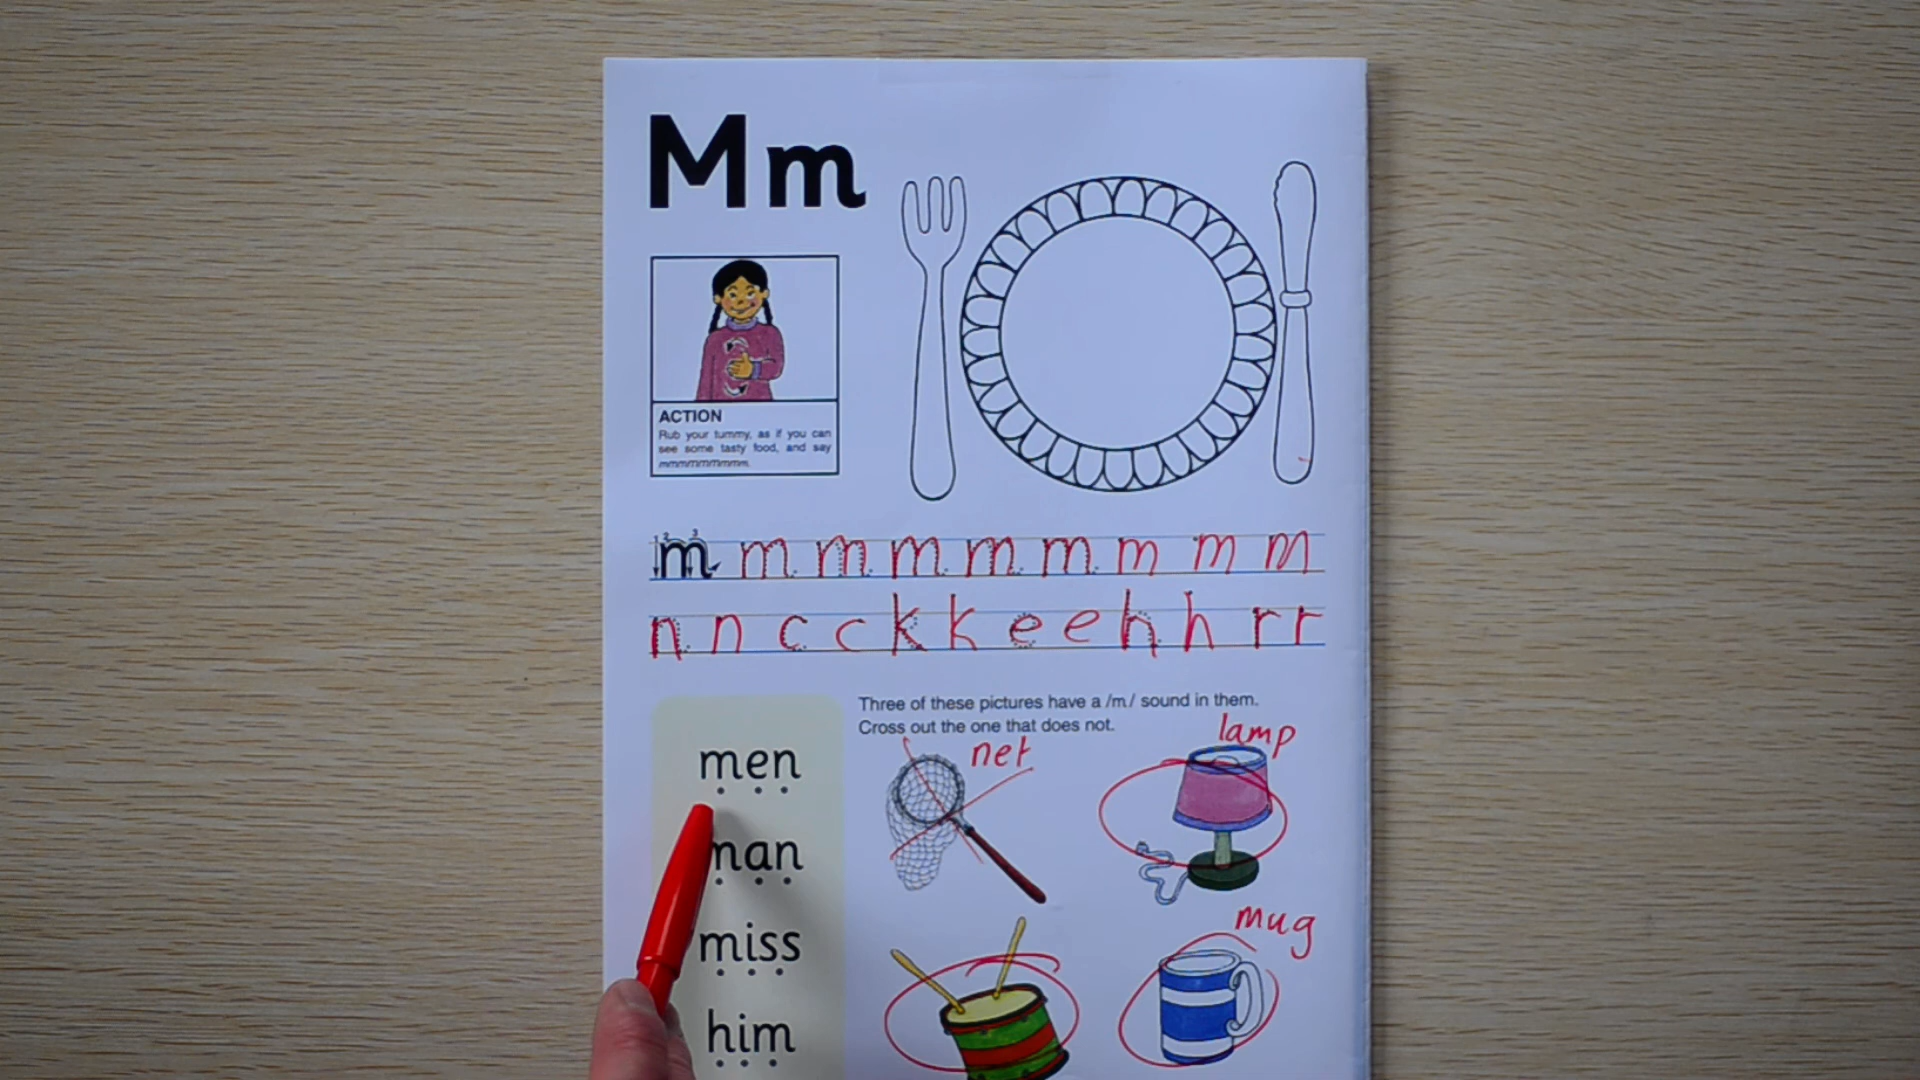 Mm
ACTION
Rub your tummy, as if you can
see some tasty food, and say
mmmmmmmm.
m m m m m m m m m
n n c c k k e e h h r r
Three of these pictures have a /m/ sound in them.
Cross out the one that does not.
net
lamp
mug
men
man
miss
him